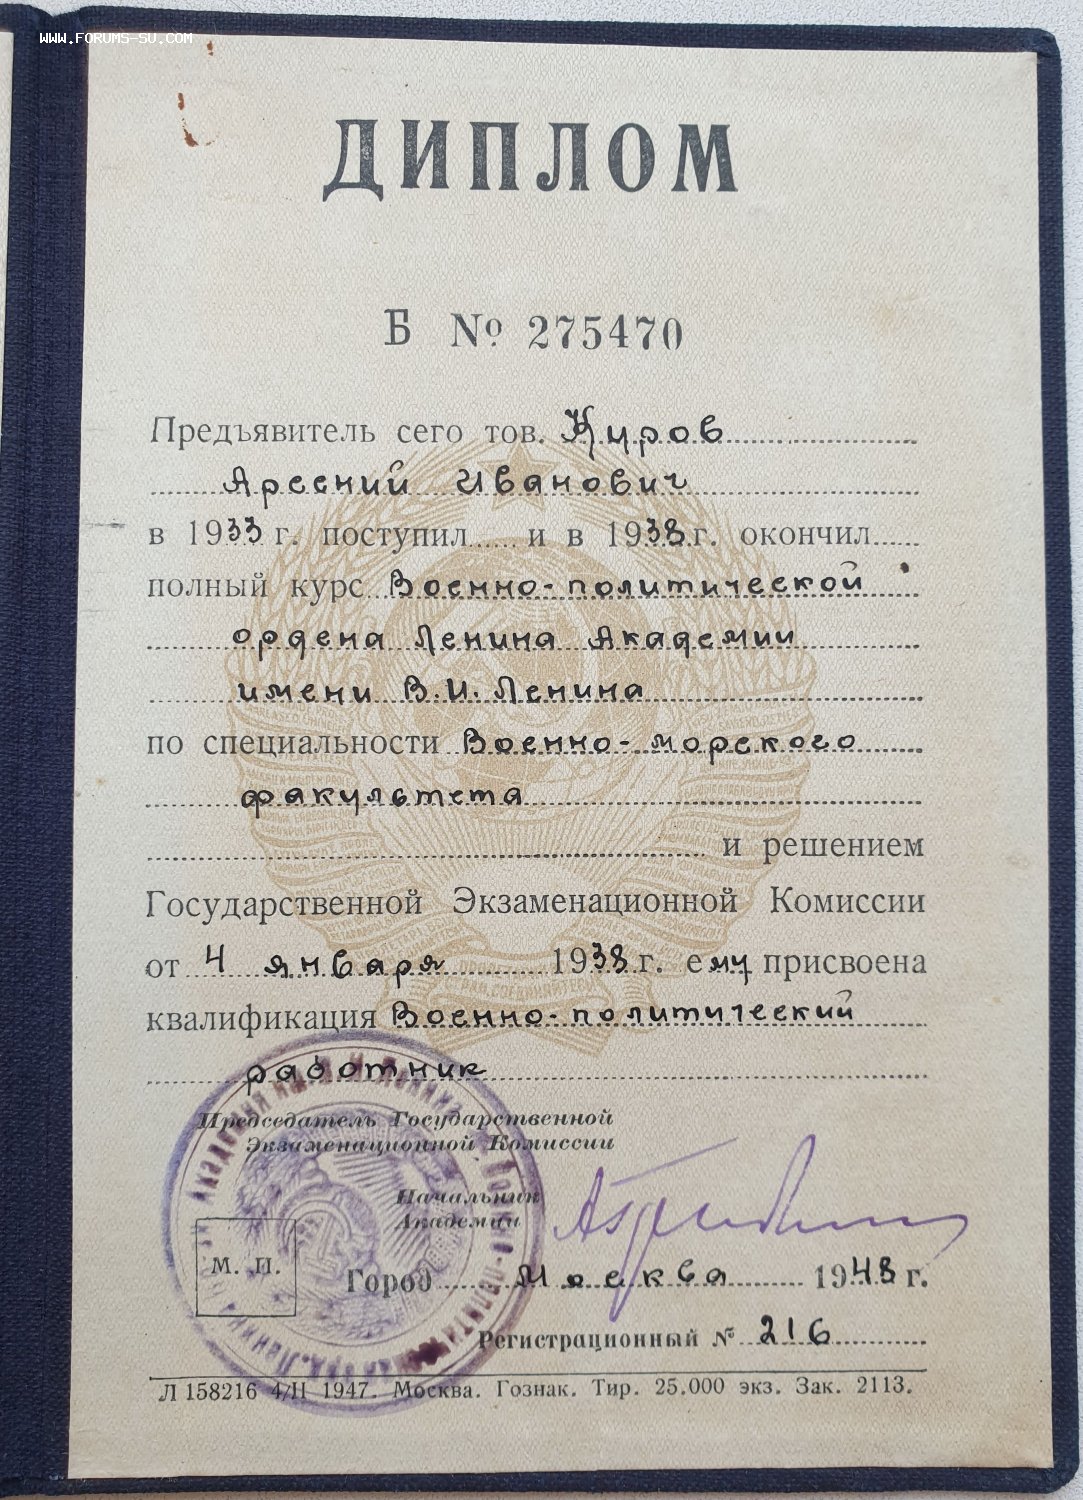 WWW.FORUMS-SU.COM
ДИПЛОМ
Б № 275470
Предъявитель сего тов. Куров
Арсений Иванович
в 1933 г. поступил и в 1938 г. окончил
полный курс Военно-политической
ордена Ленина Академии
имени В.И. Ленина
по специальности Военно-морского
факультета
и решением
Государственной Экзаменационной Комиссии
от 4 января 1938 г. ему присвоена
квалификация Военно-политический
работник
Председатель Государственной
Экзаменационной Комиссии
Начальник
Академии
М. П.
Город Москва 1948 г.
Регистрационный № 216
Л 158216 4/II 1947. Москва. Гознак. Тир. 25.000 экз. Зак. 2113.